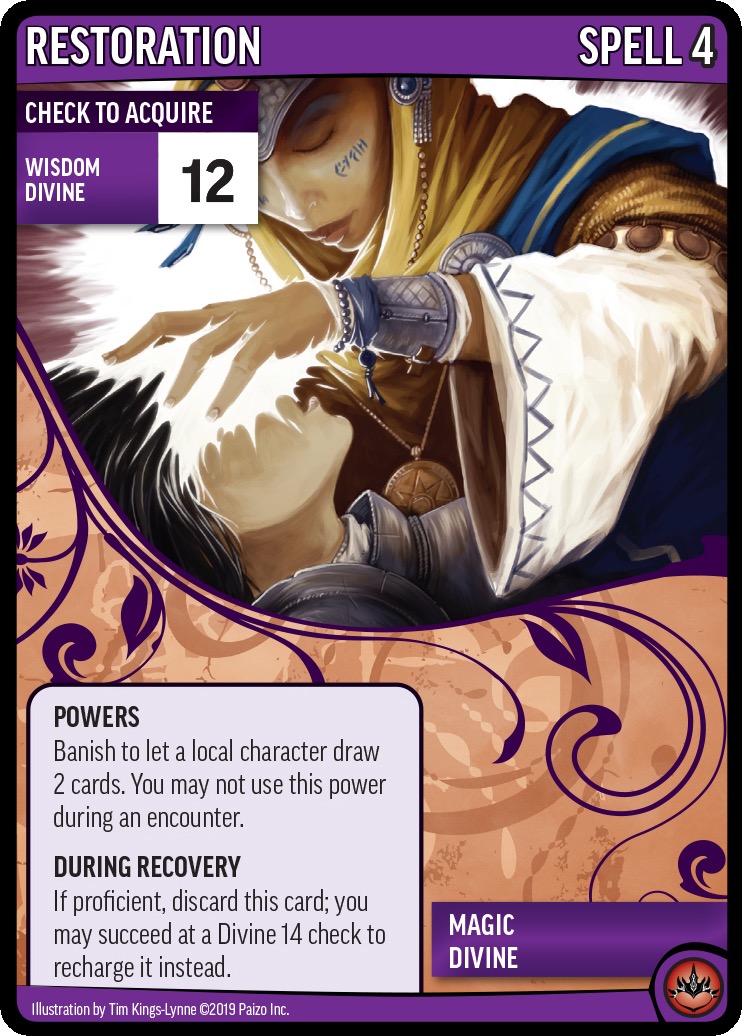 RESTORATION
SPELL 4
CHECK TO ACQUIRE
WISDOM
DIVINE
12
POWERS
Banish to let a local character draw
2 cards. You may not use this power
during an encounter.
DURING RECOVERY
If proficient, discard this card; you
may succeed at a Divine 14 check to
recharge it instead.
MAGIC
DIVINE
Illustration by Tim Kings-Lynne ©2019 Paizo Inc.